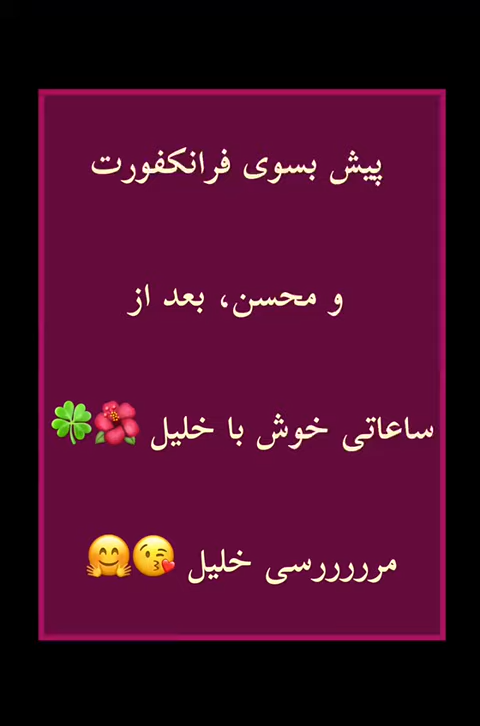 پیش بسوی فرانکفورت
و محسن، بعد از
ساعاتی خوش با خلیل 🌺🍀
مررررررسی خلیل 😘🤗